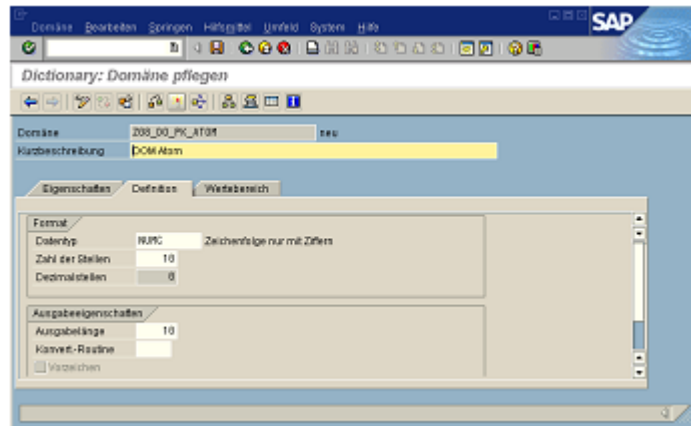 Domäne Bearbeiten Springen Hilfsmittel Umfeld System Hilfe
SAP
Dictionary: Domäne pflegen
Domäne Z08_DO_PK_ATOM neu
Kurzbeschreibung DOM Atom
Eigenschaften Definition Wertebereich
Format
Datentyp NUMC Zeichenfolge nur mit Ziffern
Zahl der Stellen 10
Dezimalstellen 0
Ausgabeeigenschaften
Ausgabelänge 10
Konvert.-Routine
Vorzeichen